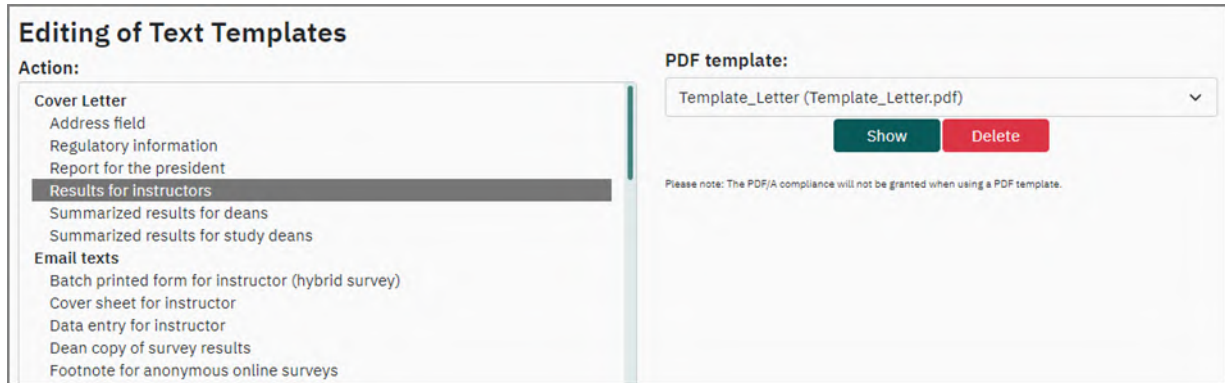 Editing of Text Templates
Action:
Cover Letter
Address field
Regulatory information
Report for the president
Results for instructors
Summarized results for deans
Summarized results for study deans
Email texts
Batch printed form for instructor (hybrid survey)
Cover sheet for instructor
Data entry for instructor
Dean copy of survey results
Footnote for anonymous online surveys
PDF template:
Template_Letter (Template_Letter.pdf)
Show Delete
Please note: The PDF/A compliance will not be granted when using a PDF template.